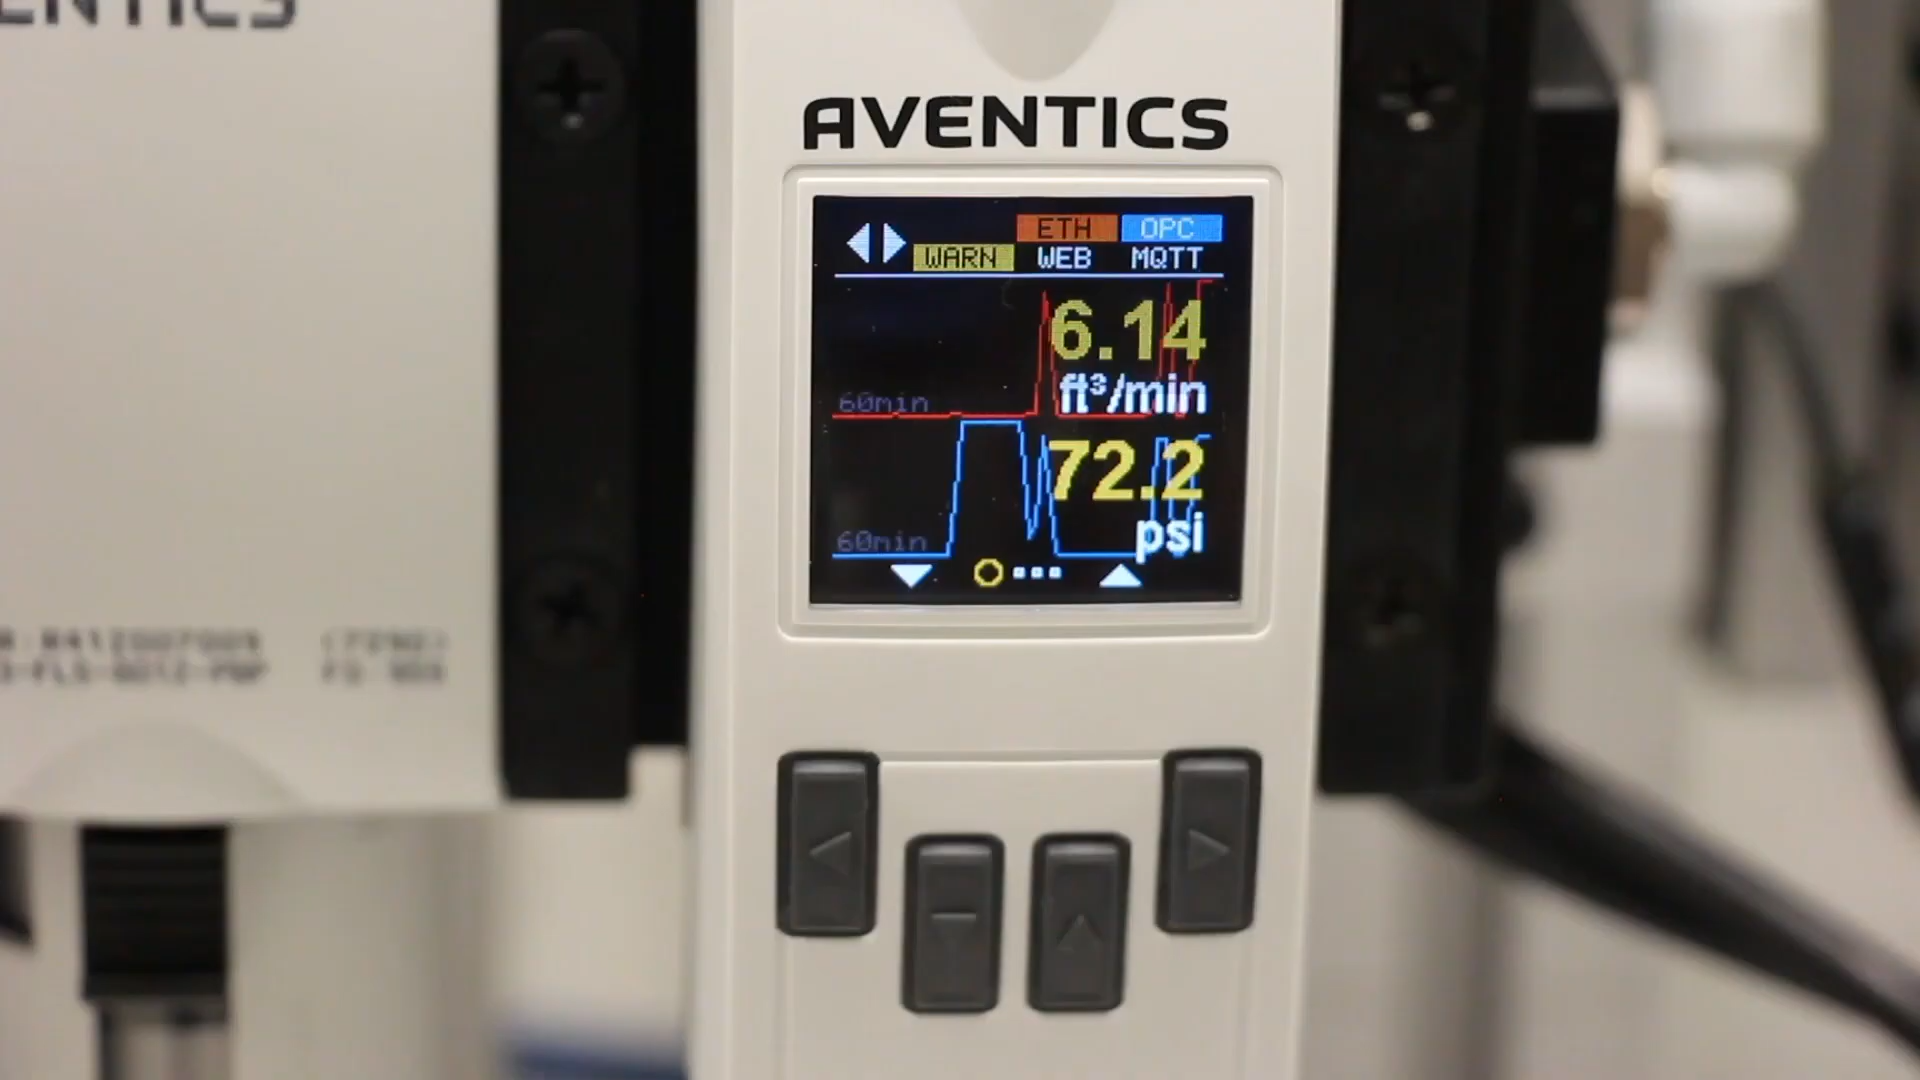 AVENTICS
ETH OPC
WARN WEB MQTT
6.14
ft³/min
60min
72.2
psi
60min